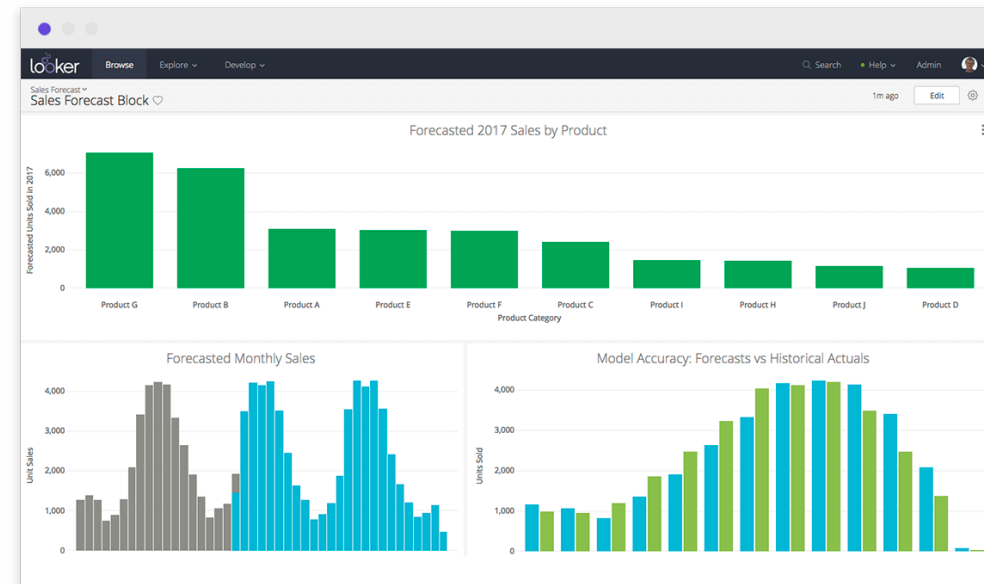 looker Browse Explore Develop Search Help Admin
Sales Forecast
Sales Forecast Block 1m ago Edit
Forecasted 2017 Sales by Product
Forecasted Units Sold in 2017
6,000
4,000
2,000
0
Product G Product B Product A Product E Product F Product C Product I Product H Product J Product D
Product Category
Forecasted Monthly Sales
Unit Sales
4,000
3,000
2,000
1,000
0
Model Accuracy: Forecasts vs Historical Actuals
Units Sold
4,000
3,000
2,000
1,000
0